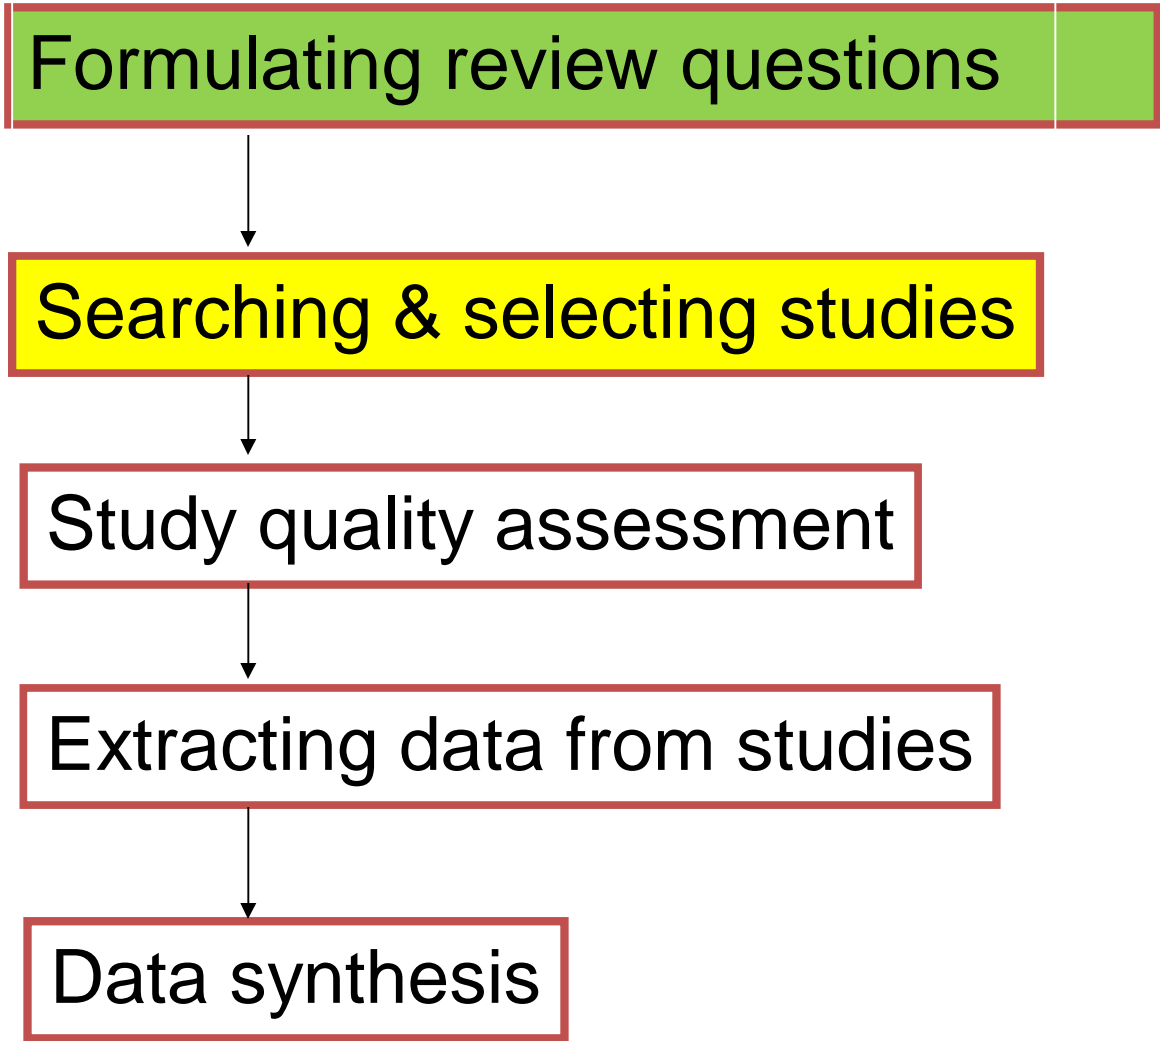 Formulating review questions
Searching & selecting studies
Study quality assessment
Extracting data from studies
Data synthesis